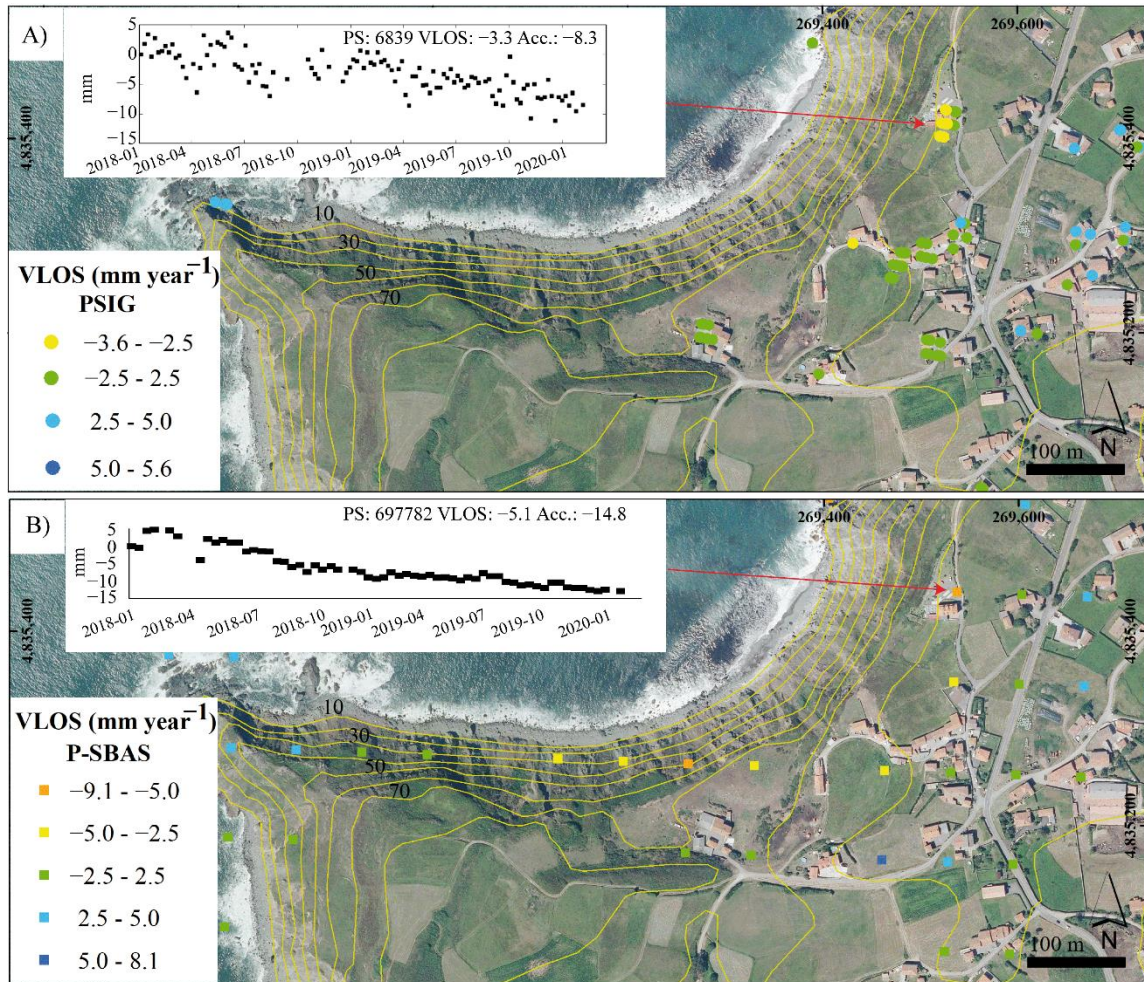 A)
5
0
−5
−10
−15
mm
PS: 6839 VLOS: −3.3 Acc.: −8.3
2018-01
2018-04
2018-07
2018-10
2019-01
2019-04
2019-07
2019-10
2020-01
269,400
269,600
4,835,400
4,835,400
4,835,200
10
30
50
70
VLOS (mm year−1)
PSIG
−3.6 - −2.5
−2.5 - 2.5
2.5 - 5.0
5.0 - 5.6
N
100 m
B)
5
0
−5
−10
−15
mm
PS: 697782 VLOS: −5.1 Acc.: −14.8
2018-01
2018-04
2018-07
2018-10
2019-01
2019-04
2019-07
2019-10
2020-01
269,400
269,600
4,835,400
4,835,400
4,835,200
10
30
50
70
VLOS (mm year−1)
P-SBAS
−9.1 - −5.0
−5.0 - −2.5
−2.5 - 2.5
2.5 - 5.0
5.0 - 8.1
N
100 m